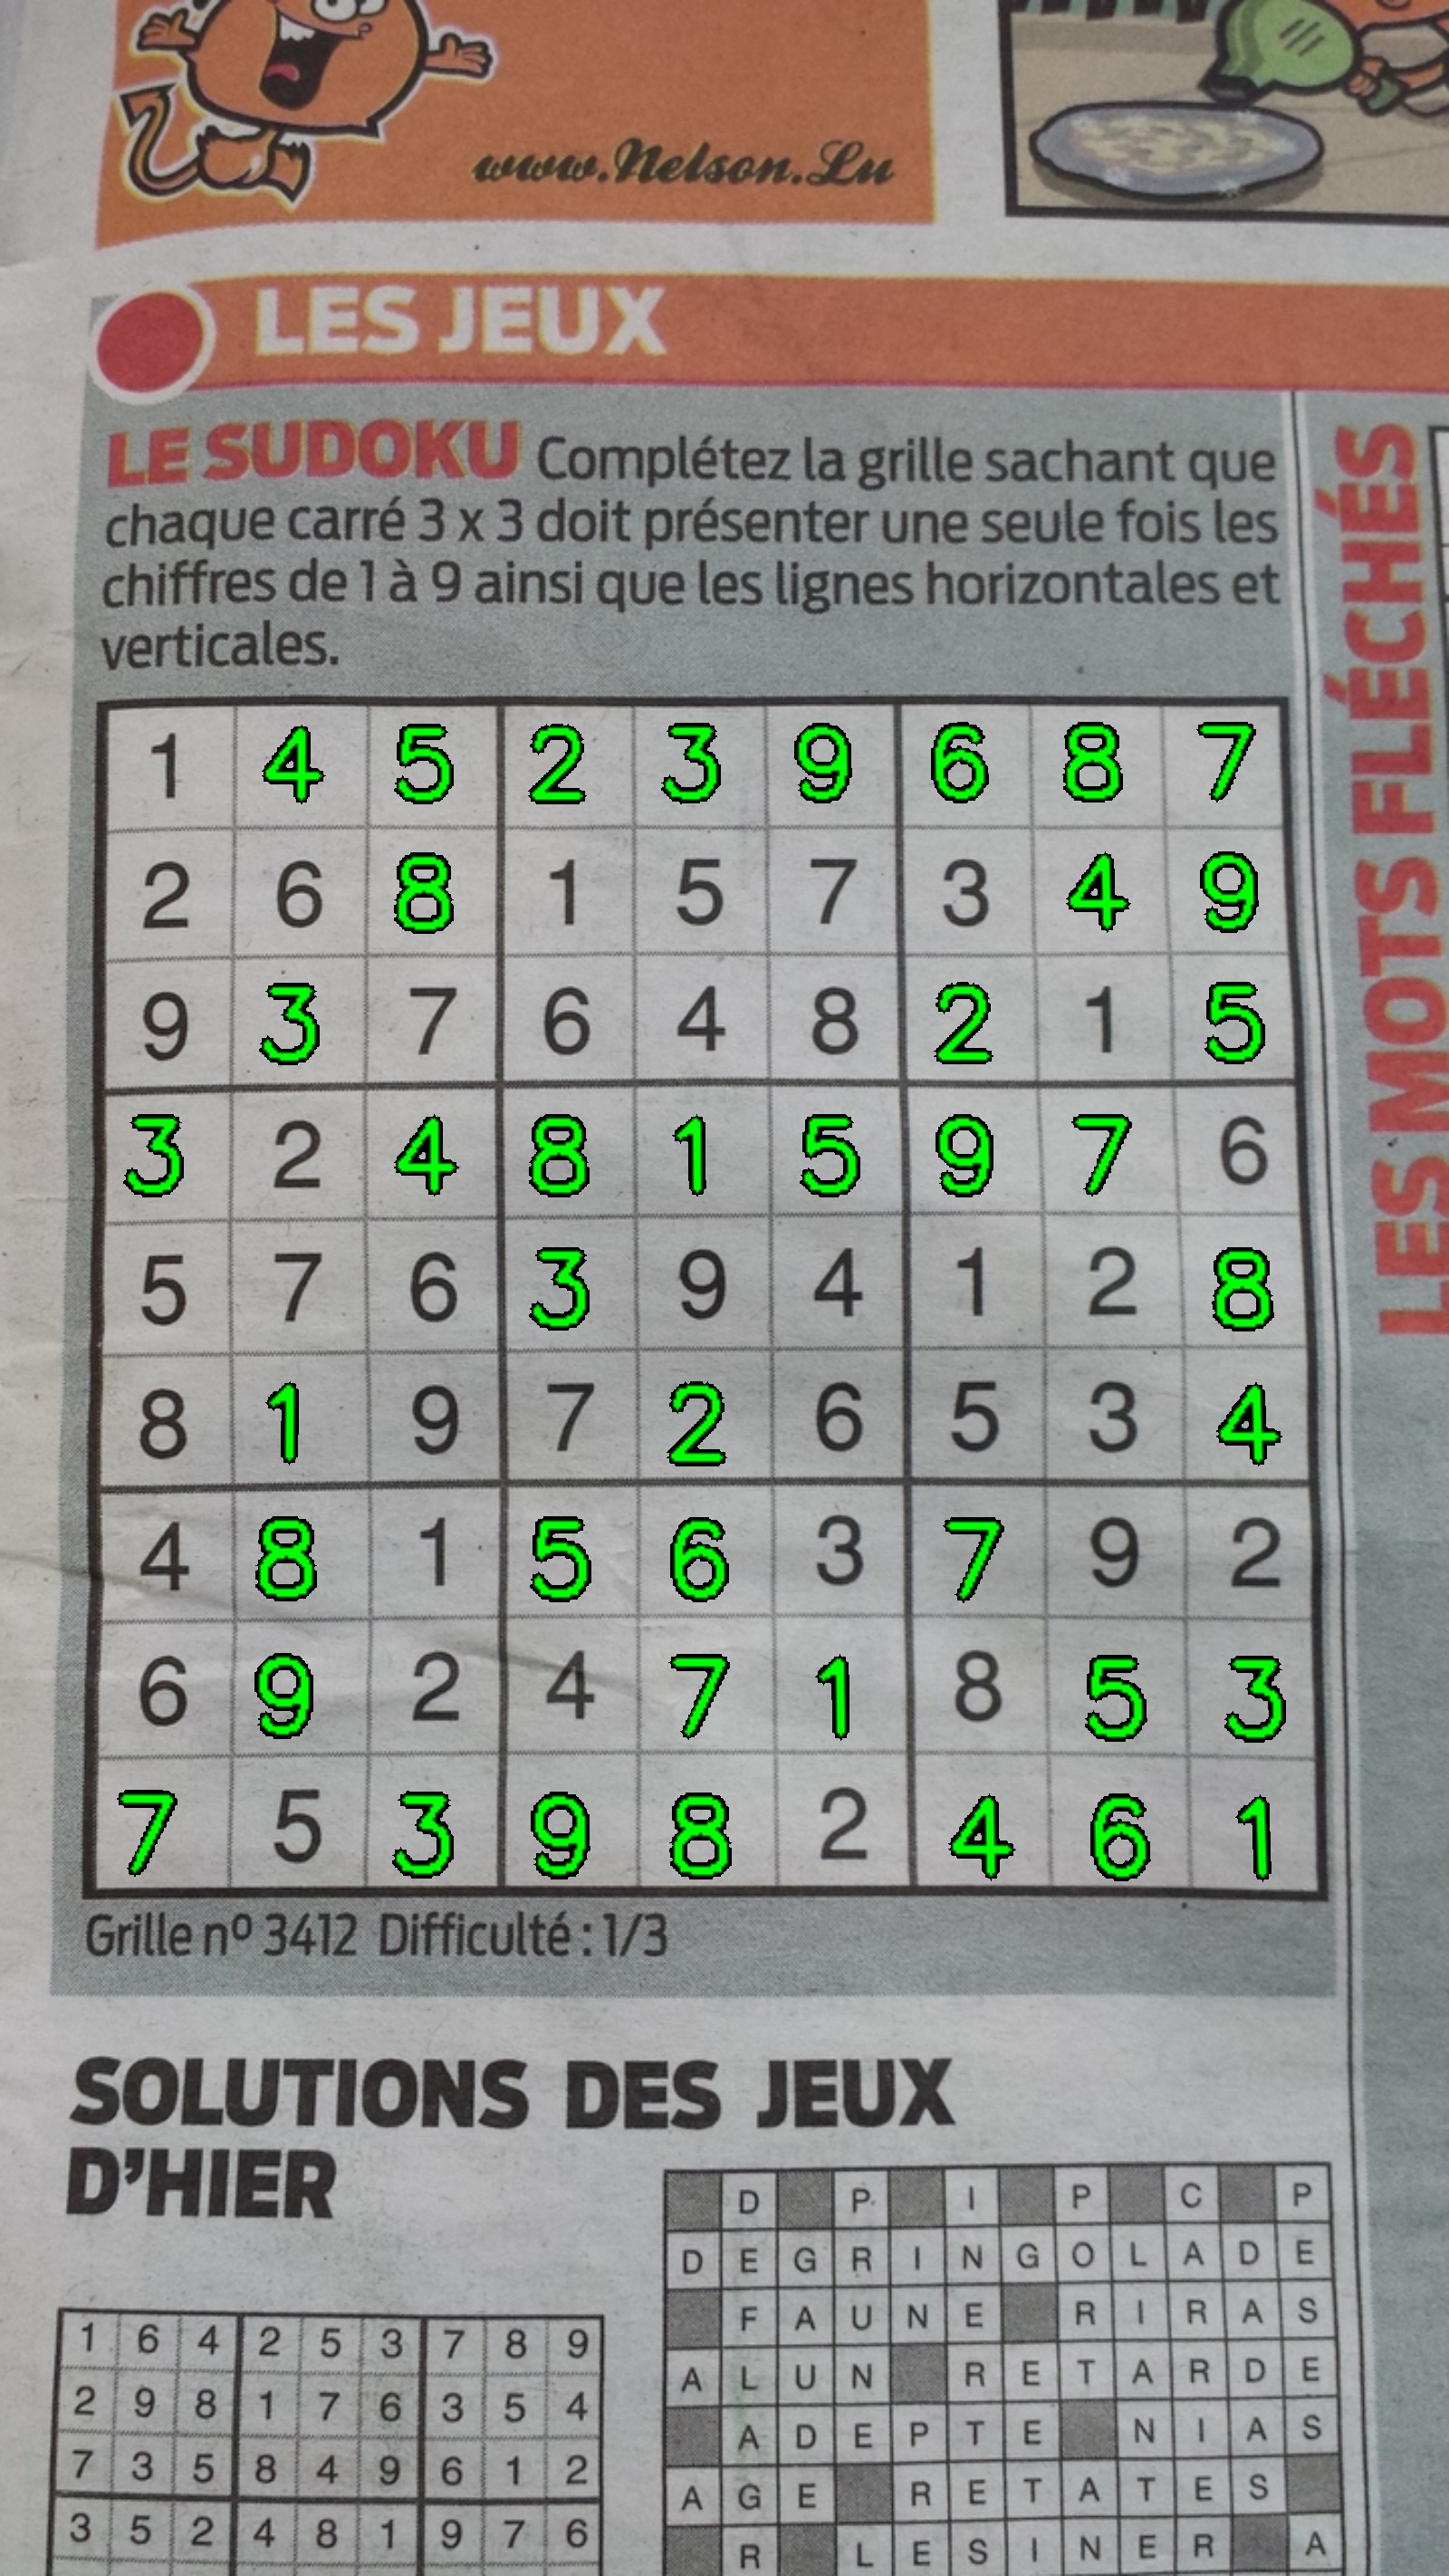 www.Nelson.Lu
LES JEUX
LE SUDOKU Complétez la grille sachant que
chaque carré 3 x 3 doit présenter une seule fois les
chiffres de 1 à 9 ainsi que les lignes horizontales et
verticales.
1 4 5 2 3 9 6 8 7
2 6 8 1 5 7 3 4 9
9 3 7 6 4 8 2 1 5
3 2 4 8 1 5 9 7 6
5 7 6 3 9 4 1 2 8
8 1 9 7 2 6 5 3 4
4 8 1 5 6 3 7 9 2
6 9 2 4 7 1 8 5 3
7 5 3 9 8 2 4 6 1
Grille nº 3412 Difficulté : 1/3
LES MOTS FLÉCHÉS
SOLUTIONS DES JEUX
D'HIER
1 6 4 2 5 3 7 8 9
2 9 8 1 7 6 3 5 4
7 3 5 8 4 9 6 1 2
3 5 2 4 8 1 9 7 6
D P I P C P
D E G R I N G O L A D E
F A U N E R I R A S
A L U N R E T A R D E
A D E P T E N I A S
A G E R E T A T E S
R L E S I N E R A